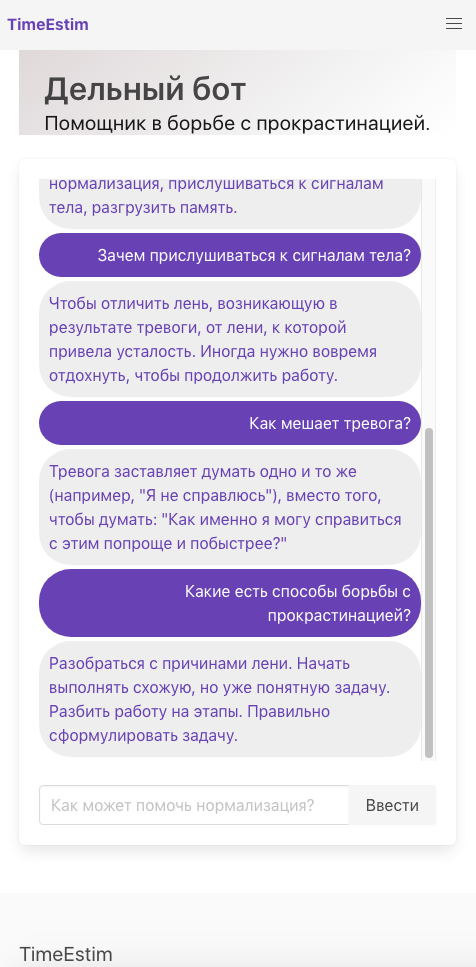 TimeEstim
Дельный бот
Помощник в борьбе с прокрастинацией.
нормализация, прислушиваться к сигналам
тела, разгрузить память.
Зачем прислушиваться к сигналам тела?
Чтобы отличить лень, возникающую в
результате тревоги, от лени, к которой
привела усталость. Иногда нужно вовремя
отдохнуть, чтобы продолжить работу.
Как мешает тревога?
Тревога заставляет думать одно и то же
(например, "Я не справлюсь"), вместо того,
чтобы думать: "Как именно я могу справиться
с этим попроще и побыстрее?"
Какие есть способы борьбы с
прокрастинацией?
Разобраться с причинами лени. Начать
выполнять схожую, но уже понятную задачу.
Разбить работу на этапы. Правильно
сформулировать задачу.
Как может помочь нормализация?
Ввести
TimeEstim